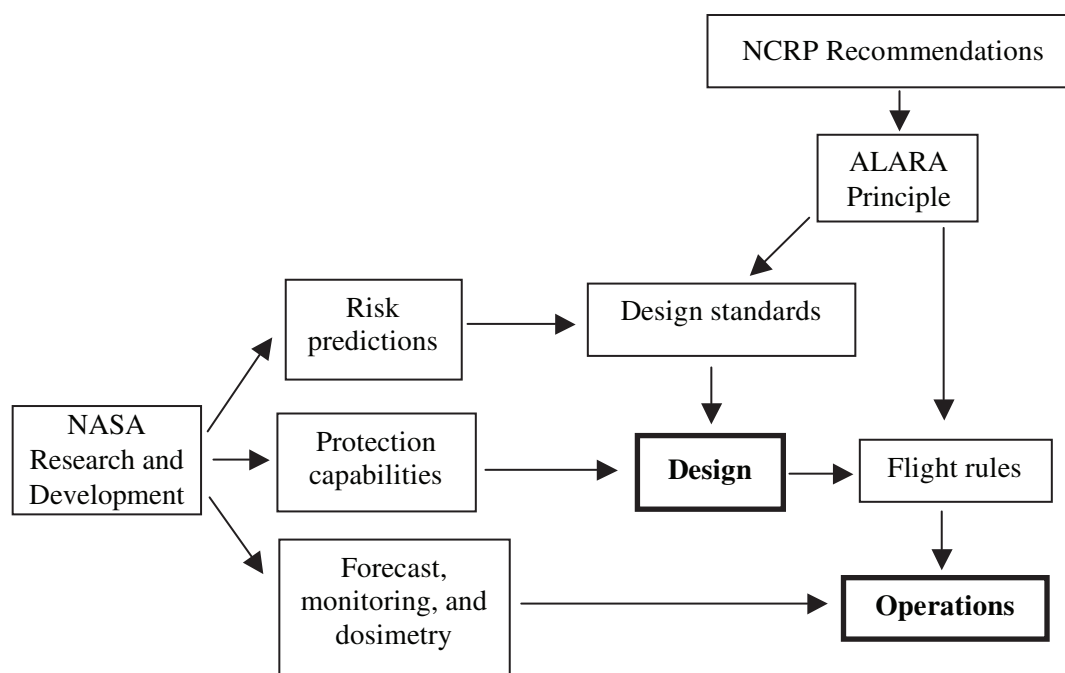 NCRP Recommendations
ALARA
Principle
Risk
predictions
Design standards
NASA
Research and
Development
Protection
capabilities
Design
Flight rules
Forecast,
monitoring, and
dosimetry
Operations